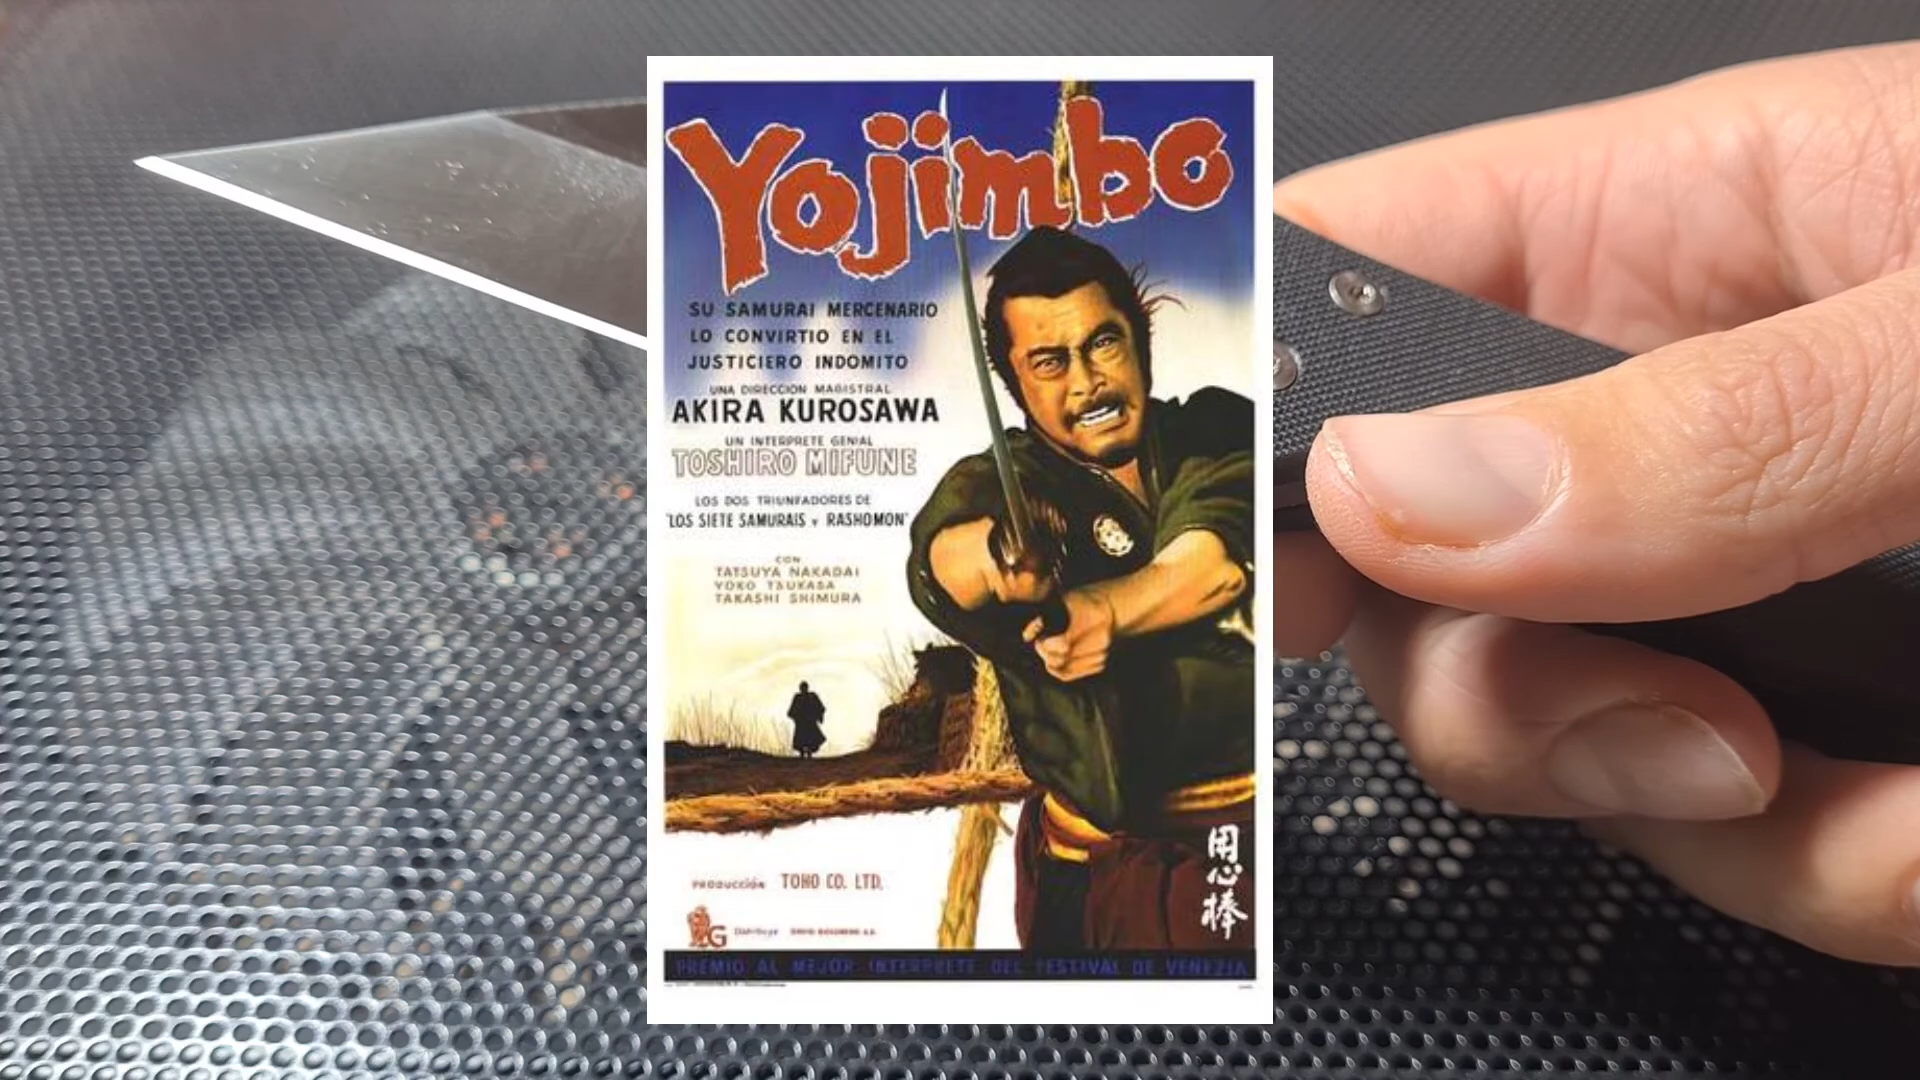 Yojimbo
SU SAMURAI MERCENARIO
LO CONVIRTIO EN EL
JUSTICIERO INDOMITO
UNA DIRECCION MAGISTRAL
AKIRA KUROSAWA
UN INTERPRETE GENIAL
TOSHIRO MIFUNE
LOS DOS TRIUNFADORES DE
"LOS SIETE SAMURAIS Y RASHOMON"
CON
TATSUYA NAKADAI
YOKO TSUKASA
TAKASHI SHIMURA
用心棒
PRODUCCIÓN TOHO CO. LTD.
G Distribuye
PREMIO AL MEJOR INTERPRETE DEL FESTIVAL DE VENEZIA